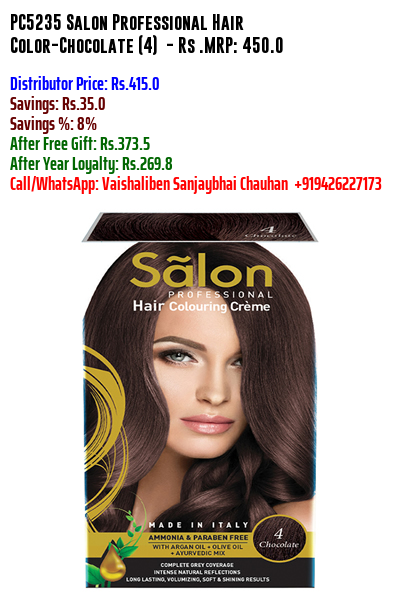 PC5235 Salon Professional Hair
Color-Chocolate (4) - Rs .MRP: 450.0
Distributor Price: Rs.415.0
Savings: Rs.35.0
Savings %: 8%
After Free Gift: Rs.373.5
After Year Loyalty: Rs.269.8
Call/WhatsApp: Vaishaliben Sanjaybhai Chauhan +919426227173
4
Chocolate
Sãlon
PROFESSIONAL
Hair Colouring Crème
MADE IN ITALY
AMMONIA & PARABEN FREE
WITH ARGAN OIL • OLIVE OIL
• AYURVEDIC MIX
4
Chocolate
COMPLETE GREY COVERAGE
INTENSE NATURAL REFLECTIONS
LONG LASTING, VOLUMIZING, SOFT & SHINING RESULTS